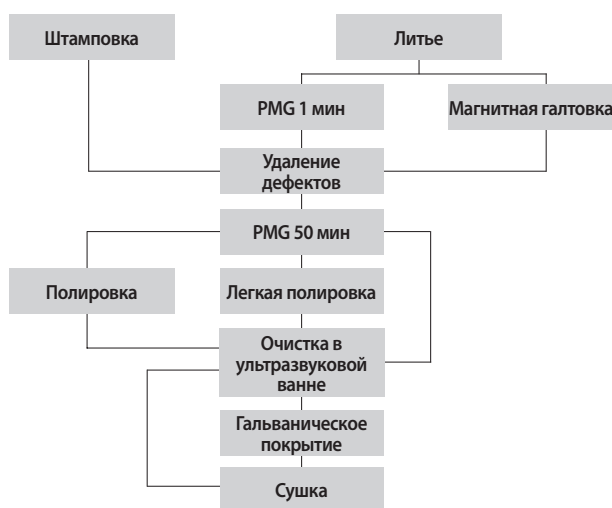 Штамповка
Литье
PMG 1 мин
Магнитная галтовка
Удаление
дефектов
PMG 50 мин
Полировка
Легкая полировка
Очистка в
ультразвуковой
ванне
Гальваническое
покрытие
Сушка